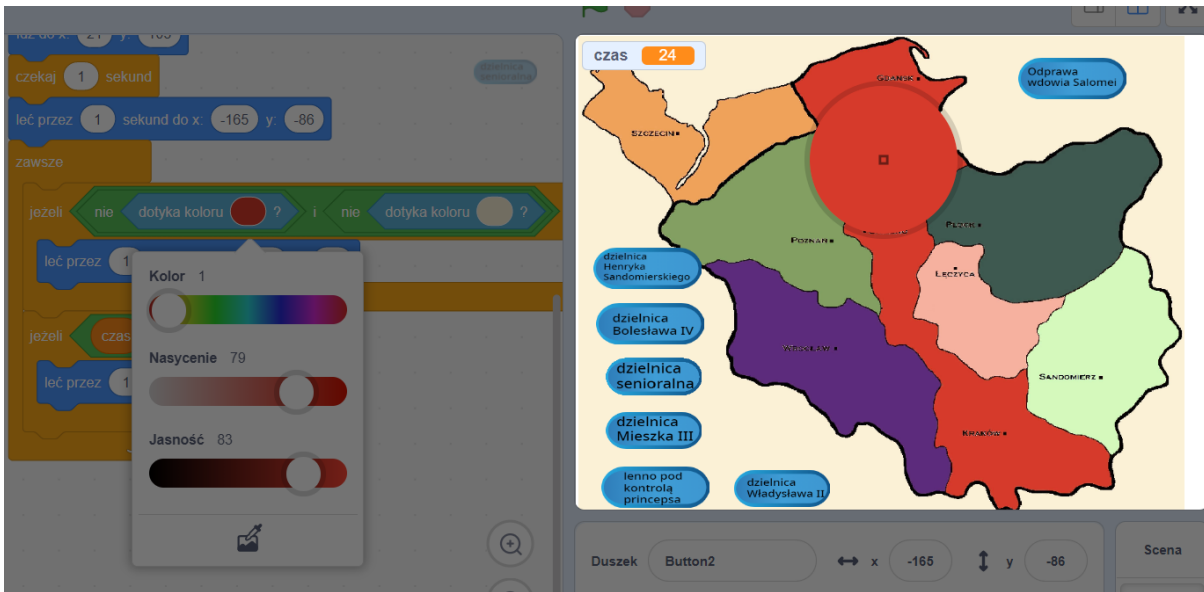 idź do x: 21 y: 105
czekaj 1 sekund
leć przez 1 sekund do x: -165 y: -86
zawsze
jeżeli nie dotyka koloru ? i nie dotyka koloru ?
leć przez 1
Kolor 1
jeżeli czas
Nasycenie 79
leć przez 1
Jasność 83
dzielnica
senioralna
czas 24
GDAŃSK
Odprawa
wdowia Salomei
SZCZECIN
PŁOCK
POZNAŃ
ŁĘCZYCA
dzielnica
Henryka
Sandomierskiego
dzielnica
Bolesława IV
WROCŁAW
dzielnica
senioralna
SANDOMIERZ
dzielnica
Mieszka III
KRAKÓW
lenno pod
kontrolą
princepsa
dzielnica
Władysława II
Duszek Button2 x -165 y -86
Scena